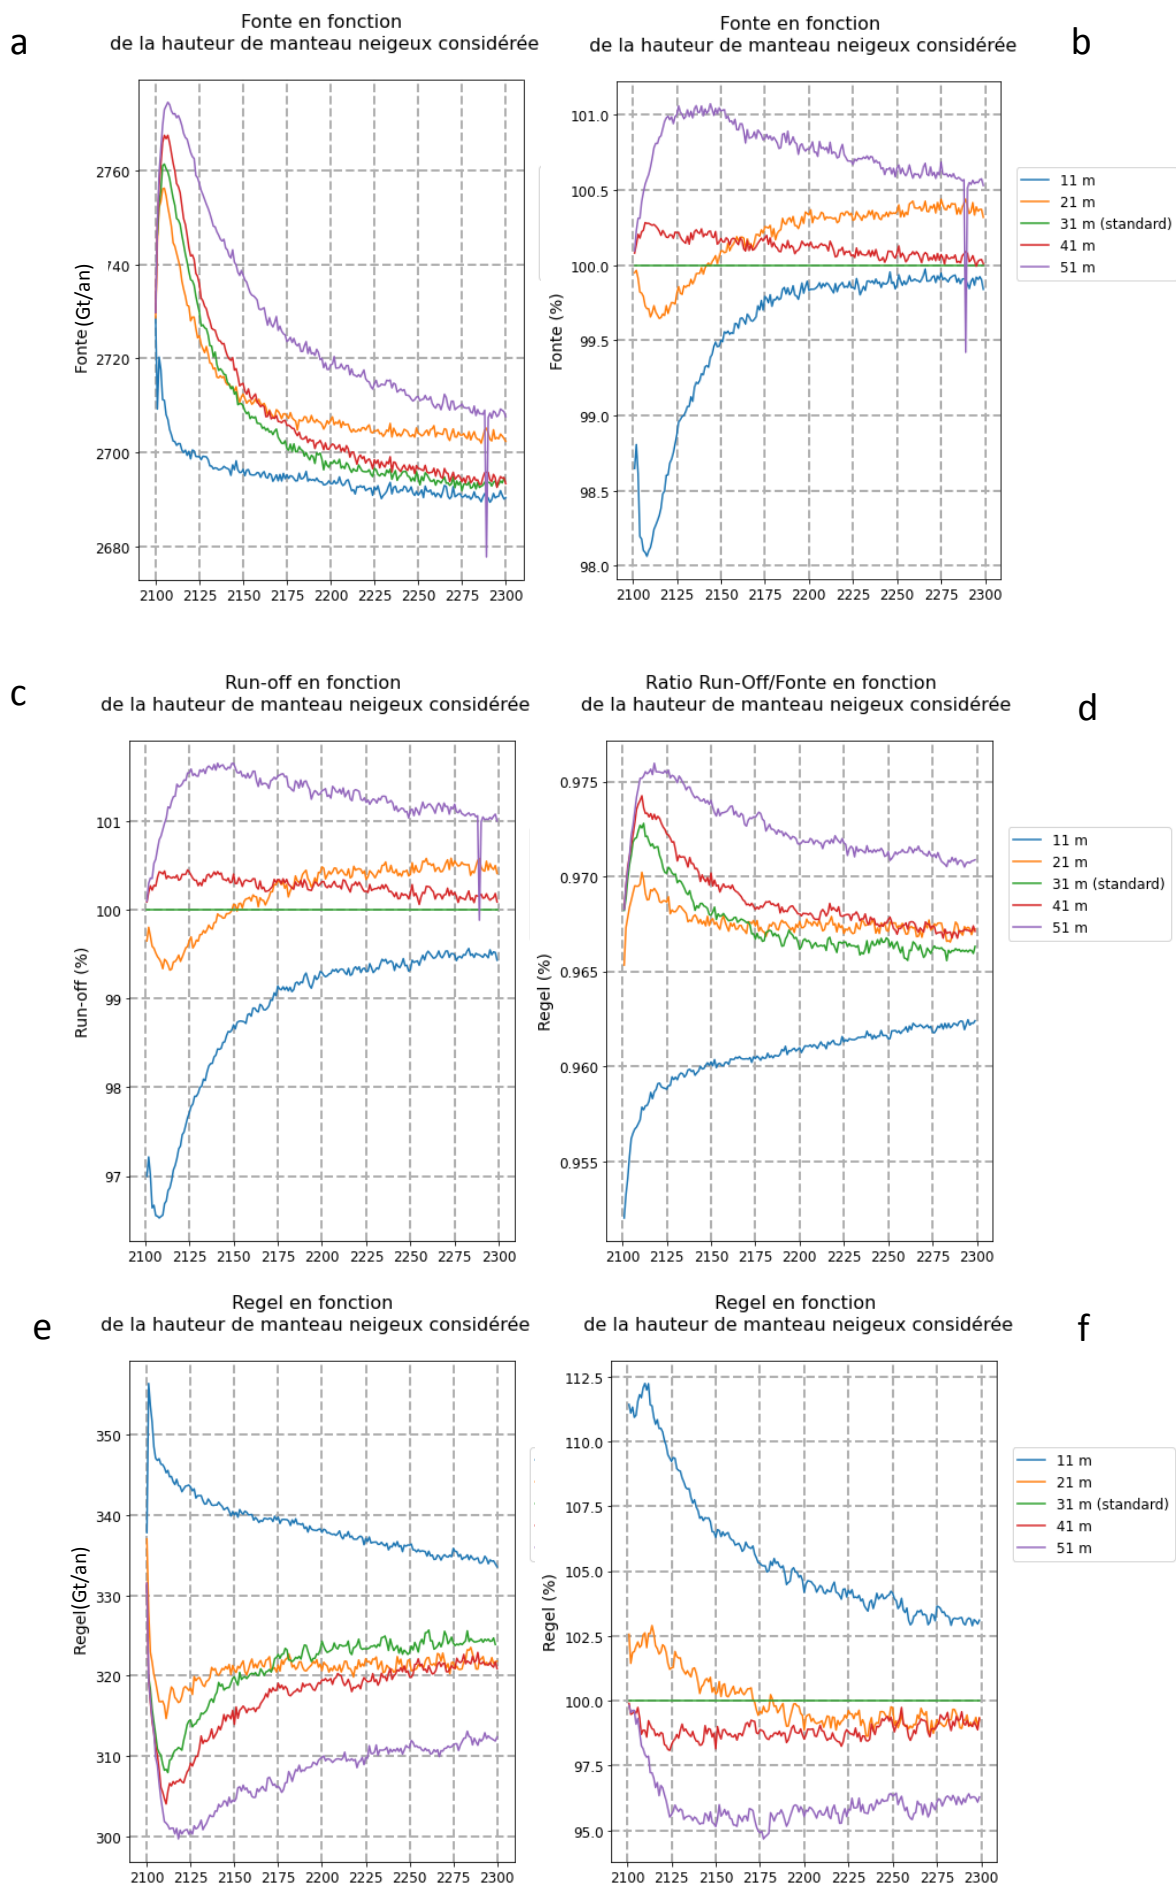 a
Fonte en fonction
de la hauteur de manteau neigeux considérée
Fonte en fonction
de la hauteur de manteau neigeux considérée
b
Fonte (Gt/an)
2760
2740
2720
2700
2680
2100 2125 2150 2175 2200 2225 2250 2275 2300
Fonte (%)
101.0
100.5
100.0
99.5
99.0
98.5
98.0
2100 2125 2150 2175 2200 2225 2250 2275 2300
11 m
21 m
31 m (standard)
41 m
51 m
c
Run-off en fonction
de la hauteur de manteau neigeux considérée
Ratio Run-Off/Fonte en fonction
de la hauteur de manteau neigeux considérée
d
Run-off (%)
101
100
99
98
97
2100 2125 2150 2175 2200 2225 2250 2275 2300
Regel (%)
0.975
0.970
0.965
0.960
0.955
2100 2125 2150 2175 2200 2225 2250 2275 2300
11 m
21 m
31 m (standard)
41 m
51 m
e
Regel en fonction
de la hauteur de manteau neigeux considérée
Regel en fonction
de la hauteur de manteau neigeux considérée
f
Regel(Gt/an)
350
340
330
320
310
300
2100 2125 2150 2175 2200 2225 2250 2275 2300
Regel (%)
112.5
110.0
107.5
105.0
102.5
100.0
97.5
95.0
2100 2125 2150 2175 2200 2225 2250 2275 2300
11 m
21 m
31 m (standard)
41 m
51 m